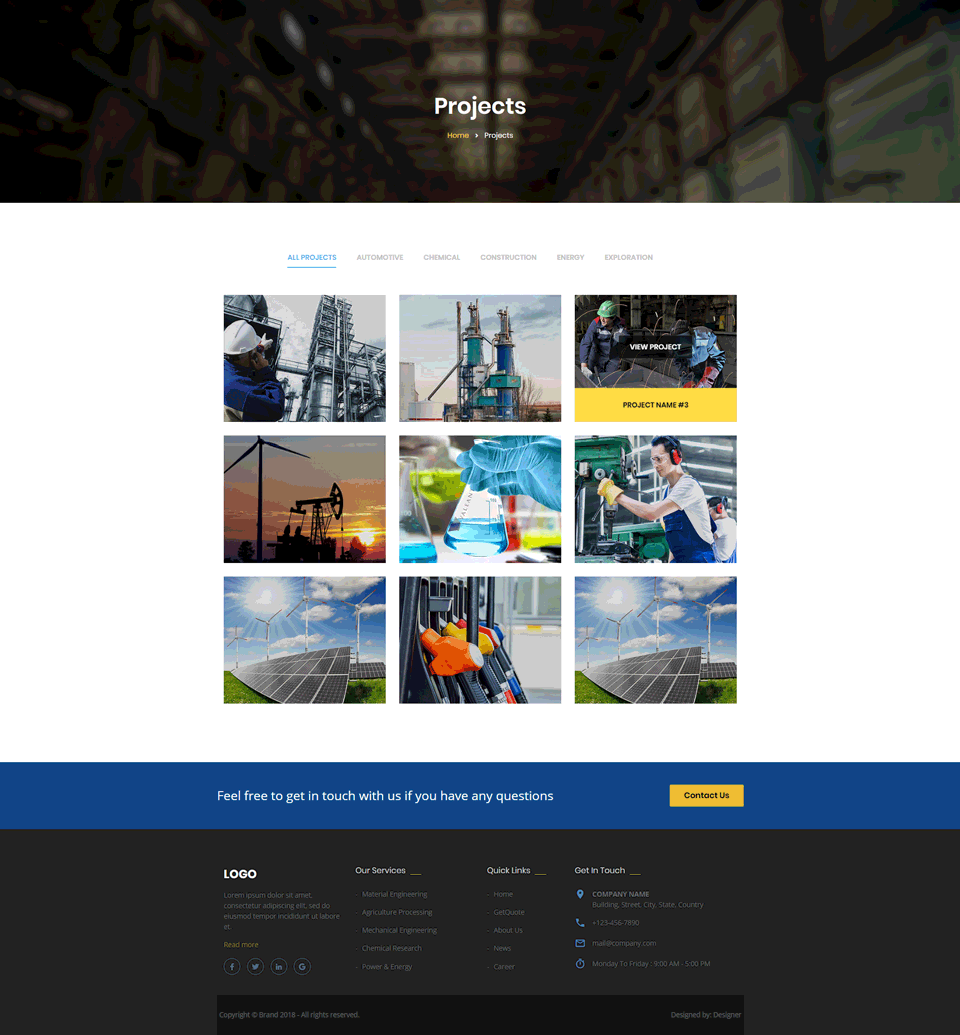 Projects
Home > Projects
ALL PROJECTS AUTOMOTIVE CHEMICAL CONSTRUCTION ENERGY EXPLORATION
VIEW PROJECT
PROJECT NAME #3
Feel free to get in touch with us if you have any questions
Contact Us
LOGO
Lorem ipsum dolor sit amet,
consectetur adipiscing elit, sed do
eiusmod tempor incididunt ut labore
et.
Read more
Our Services
- Material Engineering
- Agriculture Processing
- Mechanical Engineering
- Chemical Research
- Power & Energy
Quick Links
- Home
- GetQuote
- About Us
- News
- Career
Get In Touch
COMPANY NAME
Building, Street, City, State, Country
+123-456-7890
mail@company.com
Monday To Friday : 9:00 AM - 5:00 PM
Copyright © Brand 2018 - All rights reserved.
Designed by: Designer